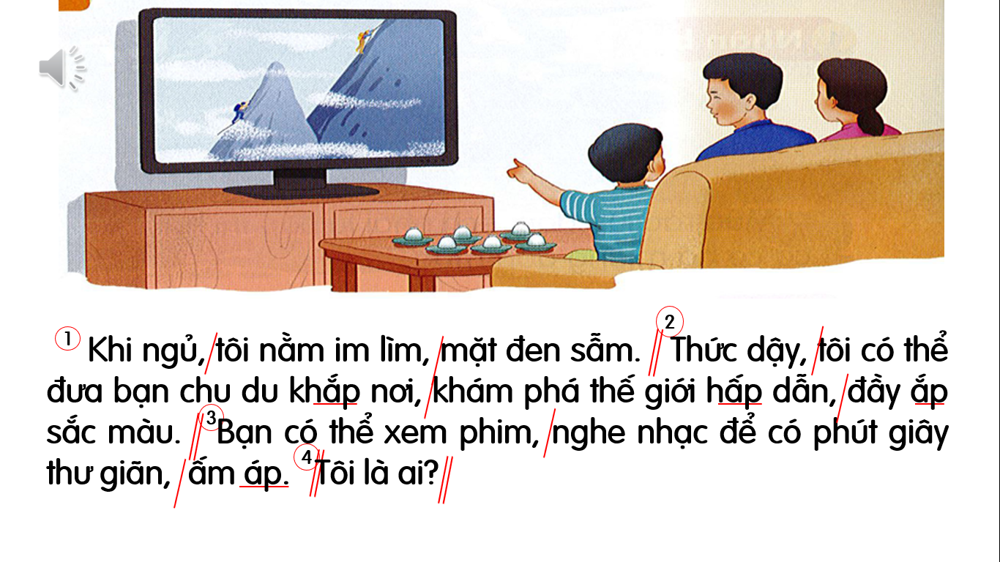 ① Khi ngủ, tôi nằm im lìm, mặt đen sẫm. ② Thức dậy, tôi có thể
đưa bạn chu du khắp nơi, khám phá thế giới hấp dẫn, đầy ắp
sắc màu. ③ Bạn có thể xem phim, nghe nhạc để có phút giây
thư giãn, ấm áp. ④ Tôi là ai?